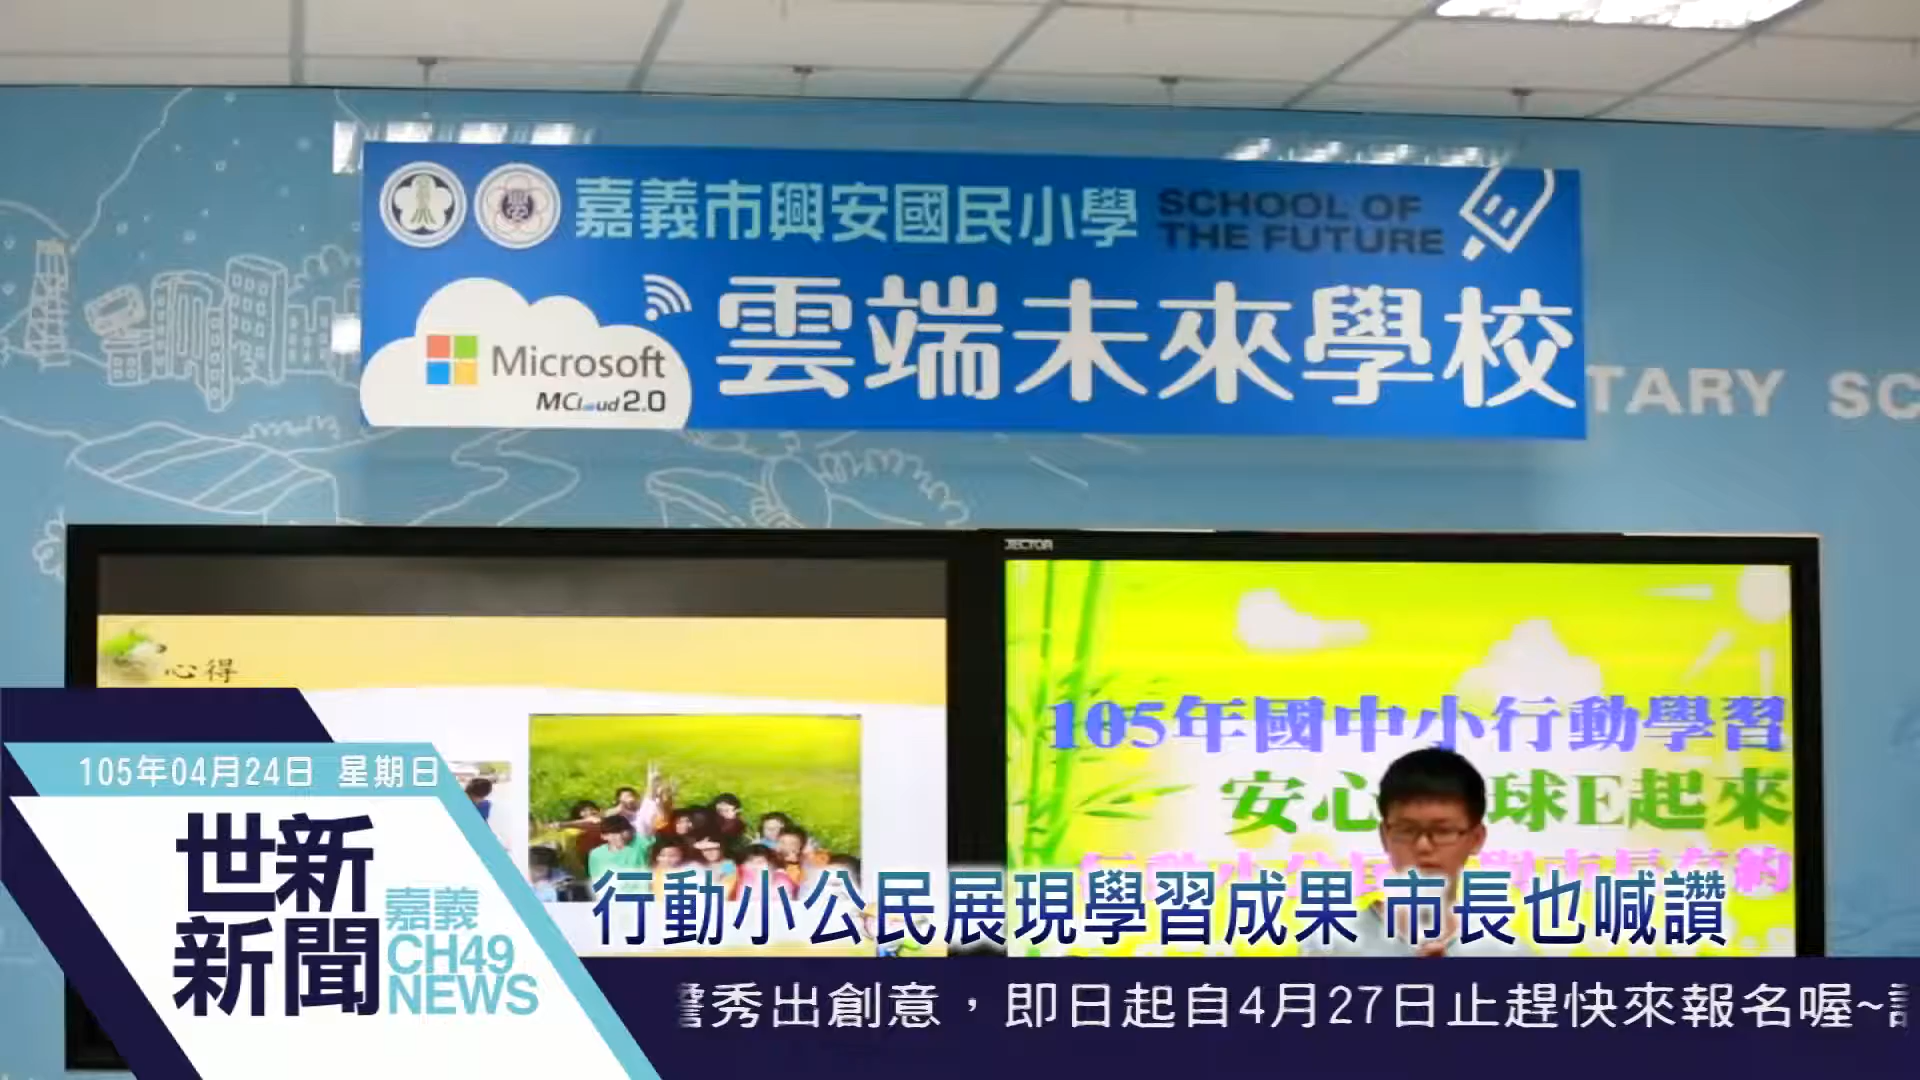 嘉義市興安國民小學
SCHOOL OF
THE FUTURE
雲端未來學校
Microsoft
MCloud 2.0
TARY SC
VECTOR
心得
105年國中小行動學習
安心
球E起來
105年04月24日 星期日
世新
新聞
嘉義
CH49
NEWS
行動小公民展現學習成果 市長也喊讚
秀出創意，即日起自4月27日止趕快來報名喔~